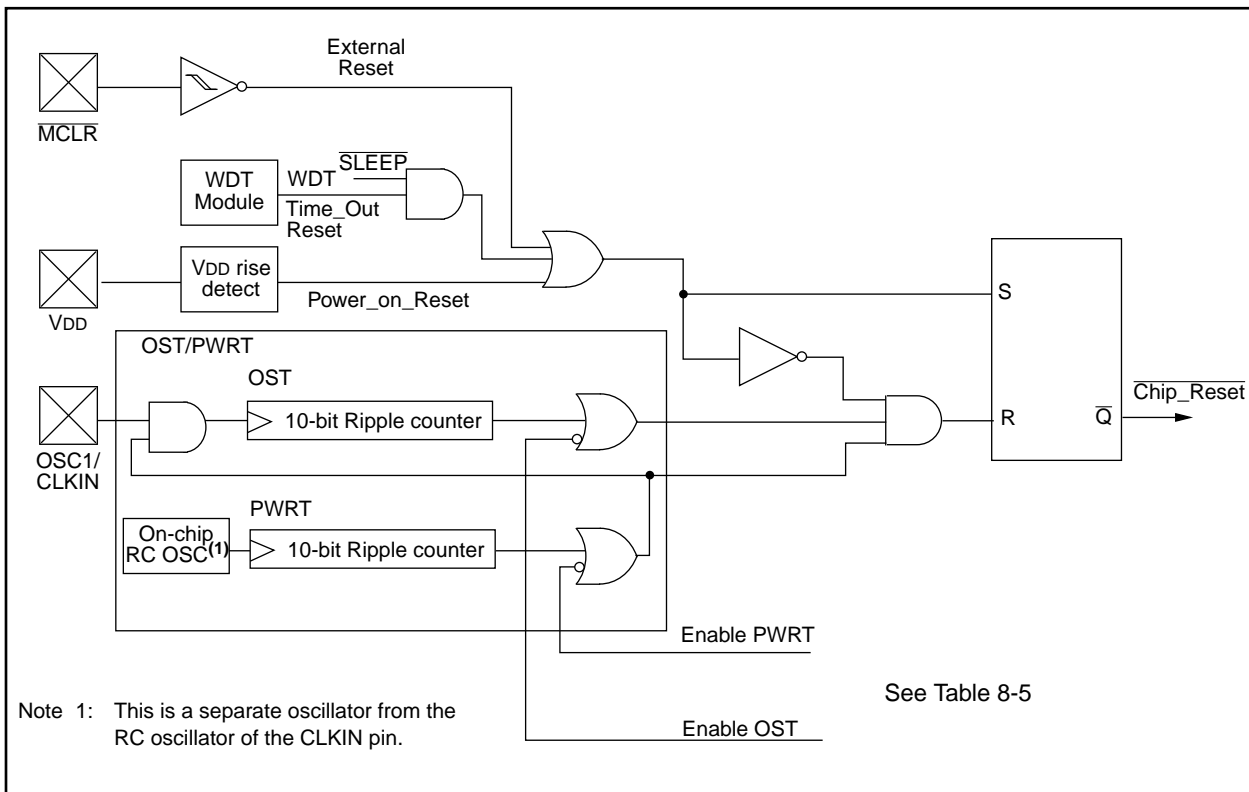 External
Reset
MCLR
SLEEP
WDT
Module
WDT
Time_Out
Reset
VDD rise
detect
Power_on_Reset
VDD
S
OST/PWRT
OST
10-bit Ripple counter
OSC1/
CLKIN
R
Q
Chip_Reset
PWRT
On-chip
RC OSC(1)
10-bit Ripple counter
Enable PWRT
See Table 8-5
Enable OST
Note 1: This is a separate oscillator from the
RC oscillator of the CLKIN pin.